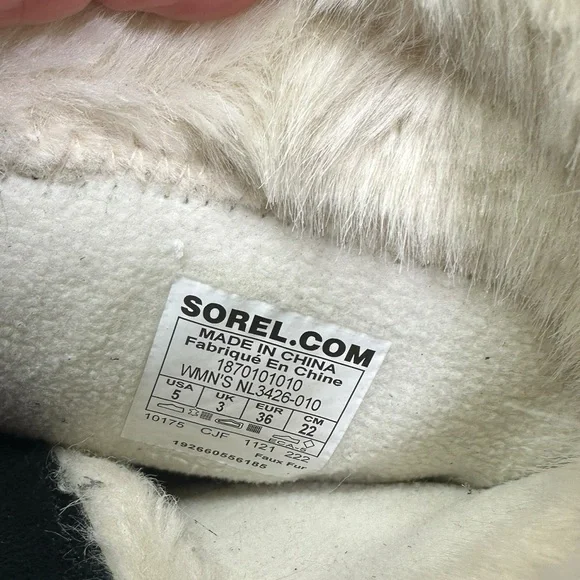 SOREL.COM
MADE IN CHINA
Fabriqué En Chine
1870101010
WMN'S NL3426-010
USA UK EUR CM
5 3 36 22
ECA-S
10175 CJF 1121 222
192660556185 Faux Fur